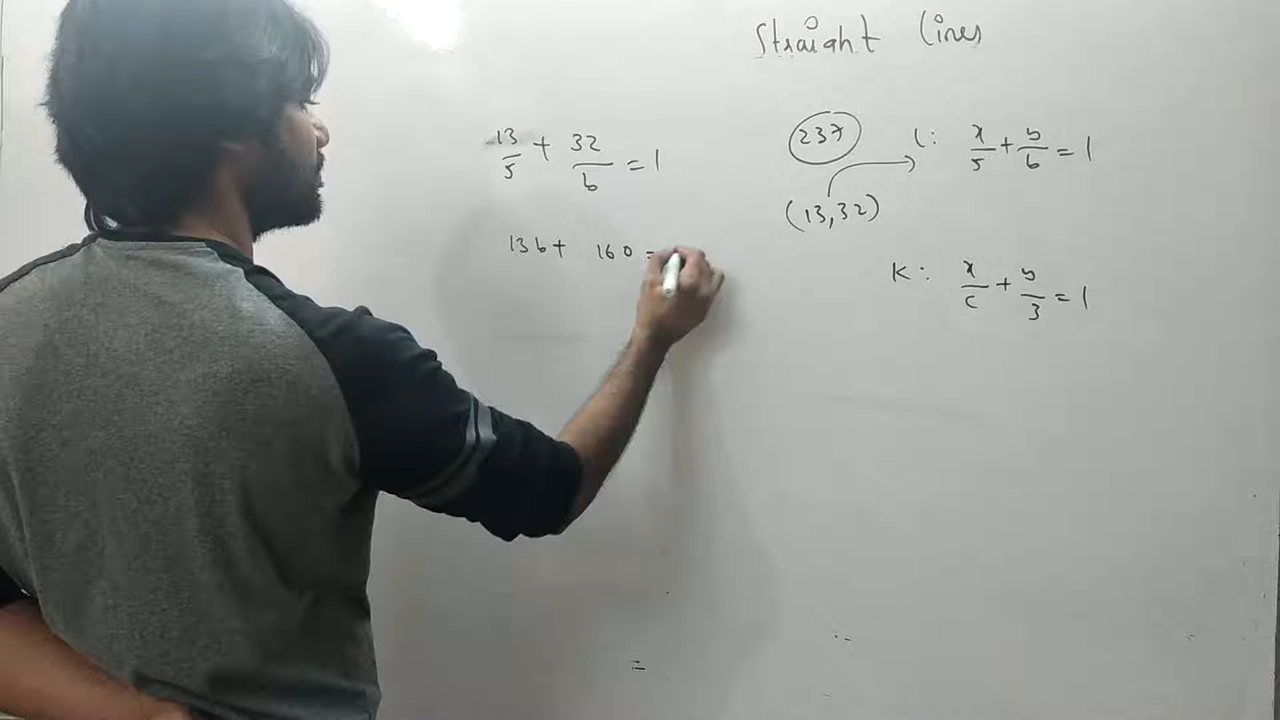 Straight lines
237 L: x/5 + y/b = 1
(13,32)
K: x/c + y/3 = 1
13/5 + 32/b = 1
13b + 160 =
=